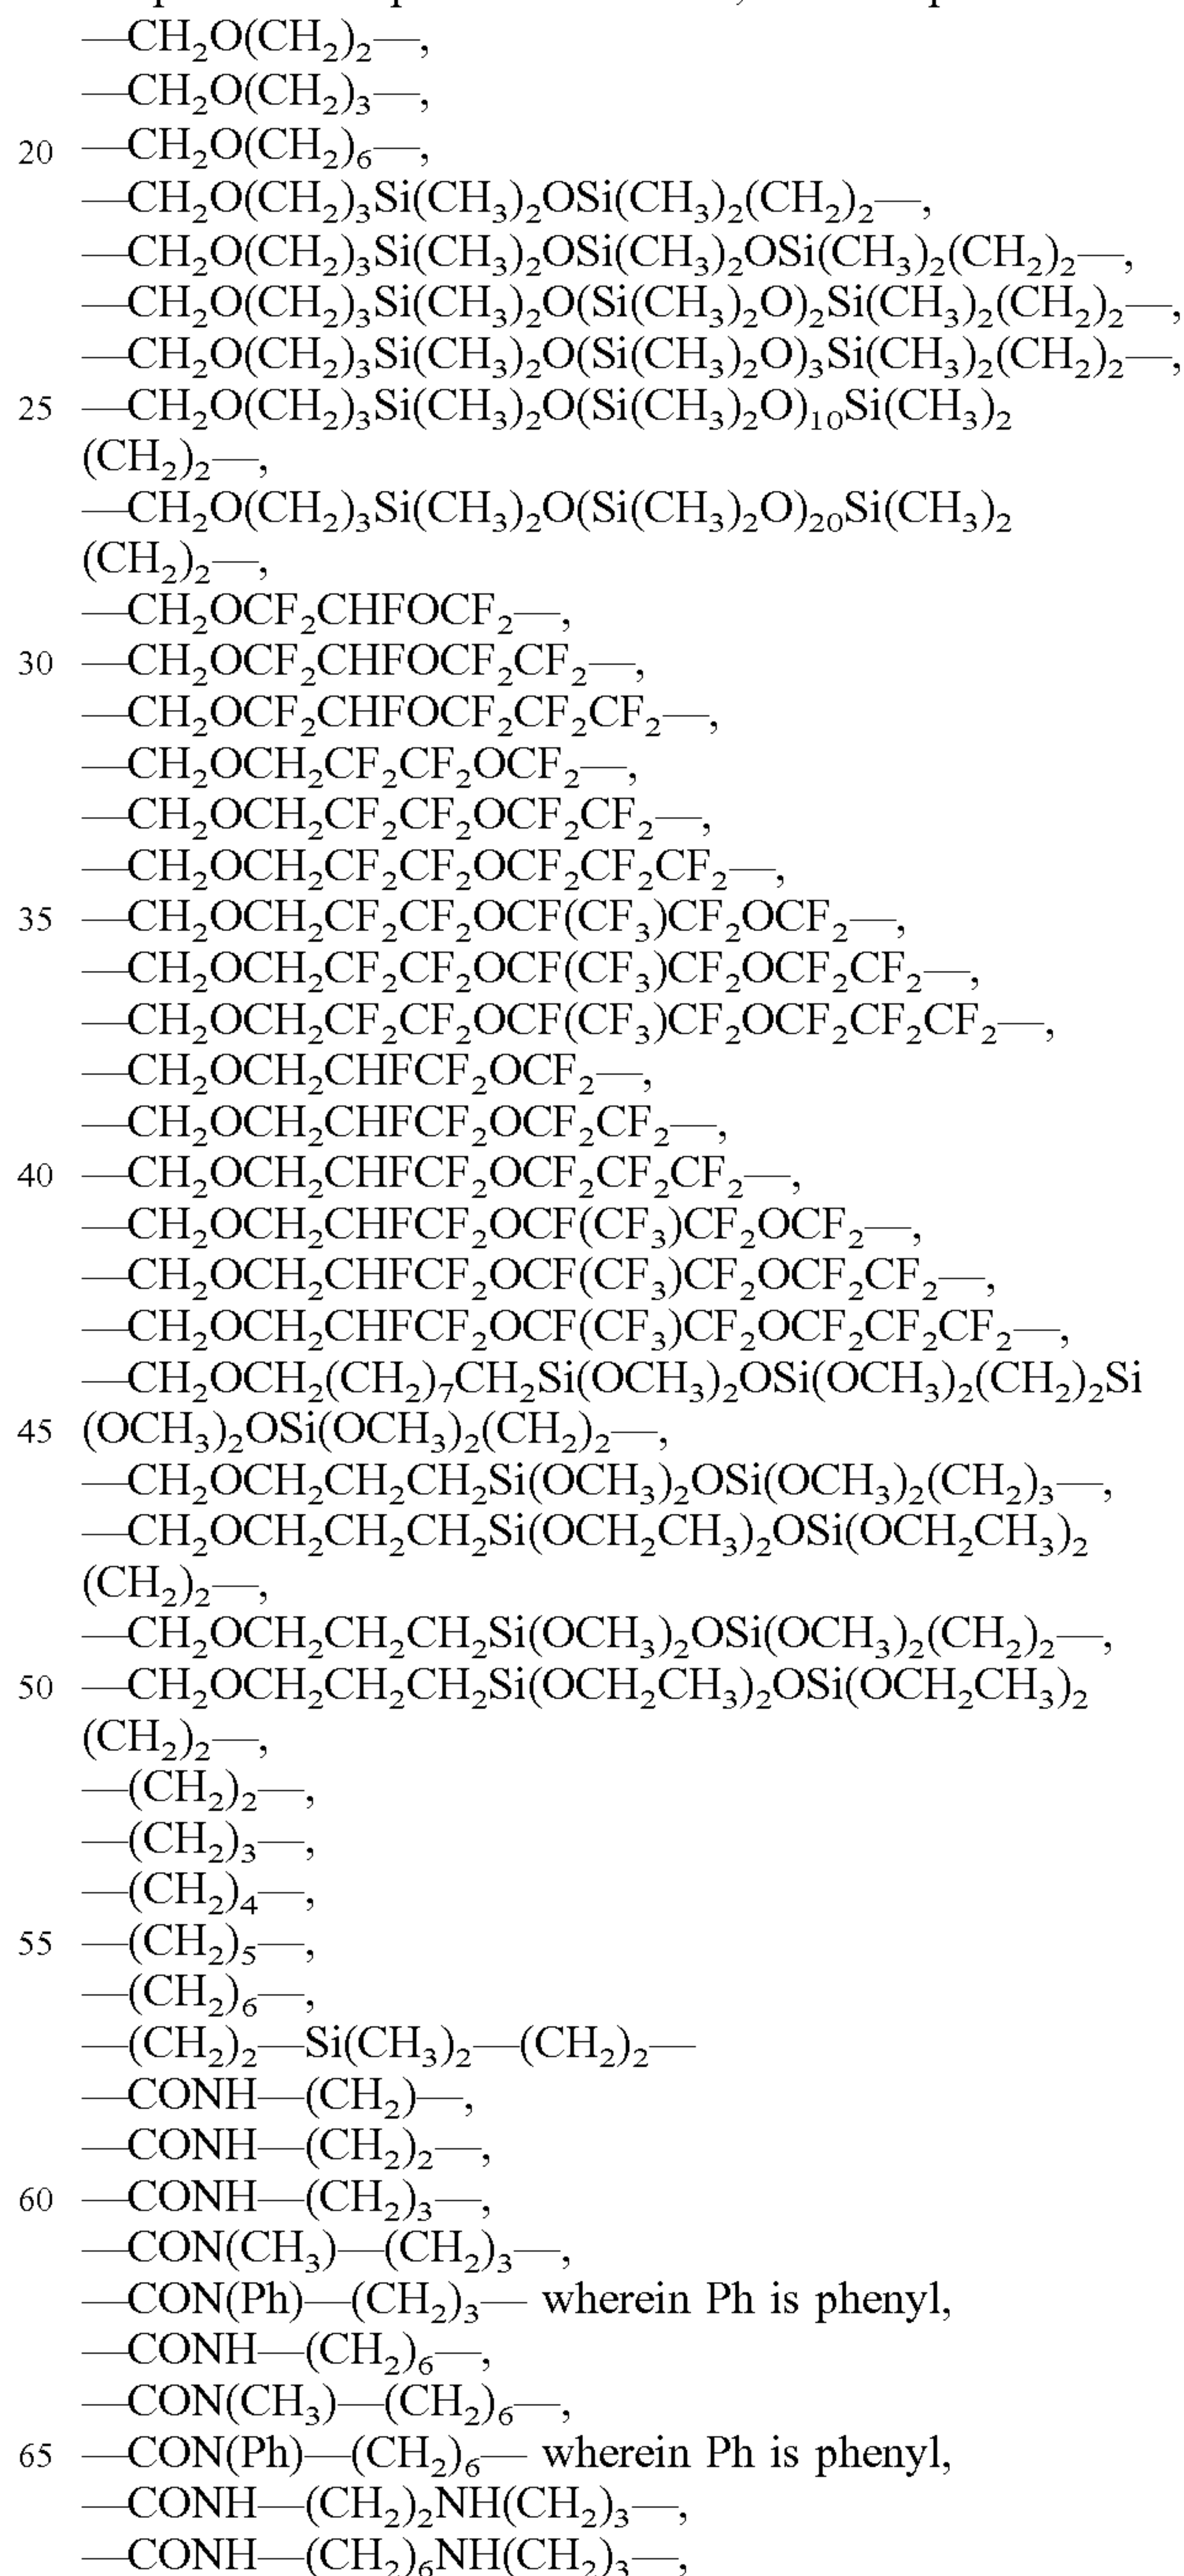 —CH₂O(CH₂)₂—,
—CH₂O(CH₂)₃—,
20 —CH₂O(CH₂)₆—,
—CH₂O(CH₂)₃Si(CH₃)₂OSi(CH₃)₂(CH₂)₂—,
—CH₂O(CH₂)₃Si(CH₃)₂OSi(CH₃)₂OSi(CH₃)₂(CH₂)₂—,
—CH₂O(CH₂)₃Si(CH₃)₂O(Si(CH₃)₂O)₂Si(CH₃)₂(CH₂)₂—,
—CH₂O(CH₂)₃Si(CH₃)₂O(Si(CH₃)₂O)₃Si(CH₃)₂(CH₂)₂—,
25 —CH₂O(CH₂)₃Si(CH₃)₂O(Si(CH₃)₂O)₁₀Si(CH₃)₂
(CH₂)₂—,
—CH₂O(CH₂)₃Si(CH₃)₂O(Si(CH₃)₂O)₂₀Si(CH₃)₂
(CH₂)₂—,
—CH₂OCF₂CHFOCF₂—,
30 —CH₂OCF₂CHFOCF₂CF₂—,
—CH₂OCF₂CHFOCF₂CF₂CF₂—,
—CH₂OCH₂CF₂CF₂OCF₂—,
—CH₂OCH₂CF₂CF₂OCF₂CF₂—,
—CH₂OCH₂CF₂CF₂OCF₂CF₂CF₂—,
35 —CH₂OCH₂CF₂CF₂OCF(CF₃)CF₂OCF₂—,
—CH₂OCH₂CF₂CF₂OCF(CF₃)CF₂OCF₂CF₂—,
—CH₂OCH₂CF₂CF₂OCF(CF₃)CF₂OCF₂CF₂CF₂—,
—CH₂OCH₂CHFCF₂OCF₂—,
—CH₂OCH₂CHFCF₂OCF₂CF₂—,
40 —CH₂OCH₂CHFCF₂OCF₂CF₂CF₂—,
—CH₂OCH₂CHFCF₂OCF(CF₃)CF₂OCF₂—,
—CH₂OCH₂CHFCF₂OCF(CF₃)CF₂OCF₂CF₂—,
—CH₂OCH₂CHFCF₂OCF(CF₃)CF₂OCF₂CF₂CF₂—,
—CH₂OCH₂(CH₂)₇CH₂Si(OCH₃)₂OSi(OCH₃)₂(CH₂)₂Si
45 (OCH₃)₂OSi(OCH₃)₂(CH₂)₂—,
—CH₂OCH₂CH₂CH₂Si(OCH₃)₂OSi(OCH₃)₂(CH₂)₃—,
—CH₂OCH₂CH₂CH₂Si(OCH₂CH₃)₂OSi(OCH₂CH₃)₂
(CH₂)₂—,
—CH₂OCH₂CH₂CH₂Si(OCH₃)₂OSi(OCH₃)₂(CH₂)₂—,
50 —CH₂OCH₂CH₂CH₂Si(OCH₂CH₃)₂OSi(OCH₂CH₃)₂
(CH₂)₂—,
—(CH₂)₂—,
—(CH₂)₃—,
—(CH₂)₄—,
55 —(CH₂)₅—,
—(CH₂)₆—,
—(CH₂)₂—Si(CH₃)₂—(CH₂)₂—
—CONH—(CH₂)—,
—CONH—(CH₂)₂—,
60 —CONH—(CH₂)₃—,
—CON(CH₃)—(CH₂)₃—,
—CON(Ph)—(CH₂)₃— wherein Ph is phenyl,
—CONH—(CH₂)₆—,
—CON(CH₃)—(CH₂)₆—,
65 —CON(Ph)—(CH₂)₆— wherein Ph is phenyl,
—CONH—(CH₂)₂NH(CH₂)₃—,
—CONH—(CH₂)₆NH(CH₂)₃—,